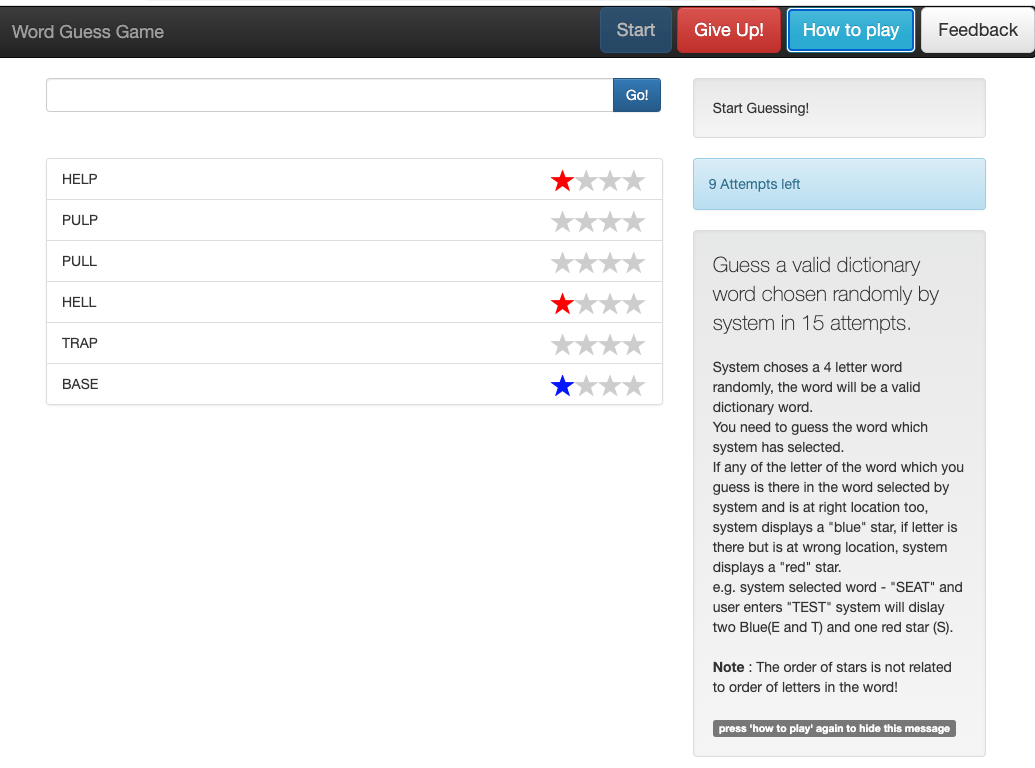 Word Guess Game
Start
Give Up!
How to play
Feedback
Go!
Start Guessing!
9 Attempts left
HELP
PULP
PULL
HELL
TRAP
BASE
Guess a valid dictionary
word chosen randomly by
system in 15 attempts.
System choses a 4 letter word
randomly, the word will be a valid
dictionary word.
You need to guess the word which
system has selected.
If any of the letter of the word which you
guess is there in the word selected by
system and is at right location too,
system displays a "blue" star, if letter is
there but is at wrong location, system
displays a "red" star.
e.g. system selected word - "SEAT" and
user enters "TEST" system will dislay
two Blue(E and T) and one red star (S).
Note : The order of stars is not related
to order of letters in the word!
press 'how to play' again to hide this message